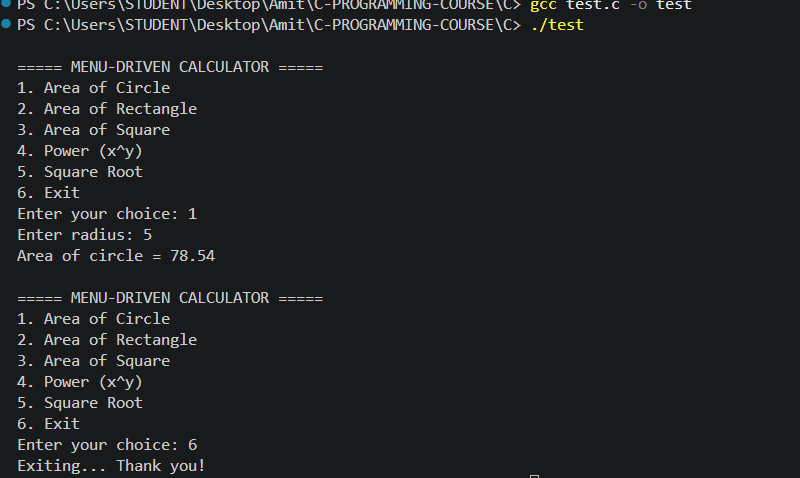 PS C:\Users\STUDENT\Desktop\Amit\C-PROGRAMMING-COURSE\C> gcc test.c -o test
PS C:\Users\STUDENT\Desktop\Amit\C-PROGRAMMING-COURSE\C> ./test
===== MENU-DRIVEN CALCULATOR =====
1. Area of Circle
2. Area of Rectangle
3. Area of Square
4. Power (x^y)
5. Square Root
6. Exit
Enter your choice: 1
Enter radius: 5
Area of circle = 78.54
===== MENU-DRIVEN CALCULATOR =====
1. Area of Circle
2. Area of Rectangle
3. Area of Square
4. Power (x^y)
5. Square Root
6. Exit
Enter your choice: 6
Exiting... Thank you!